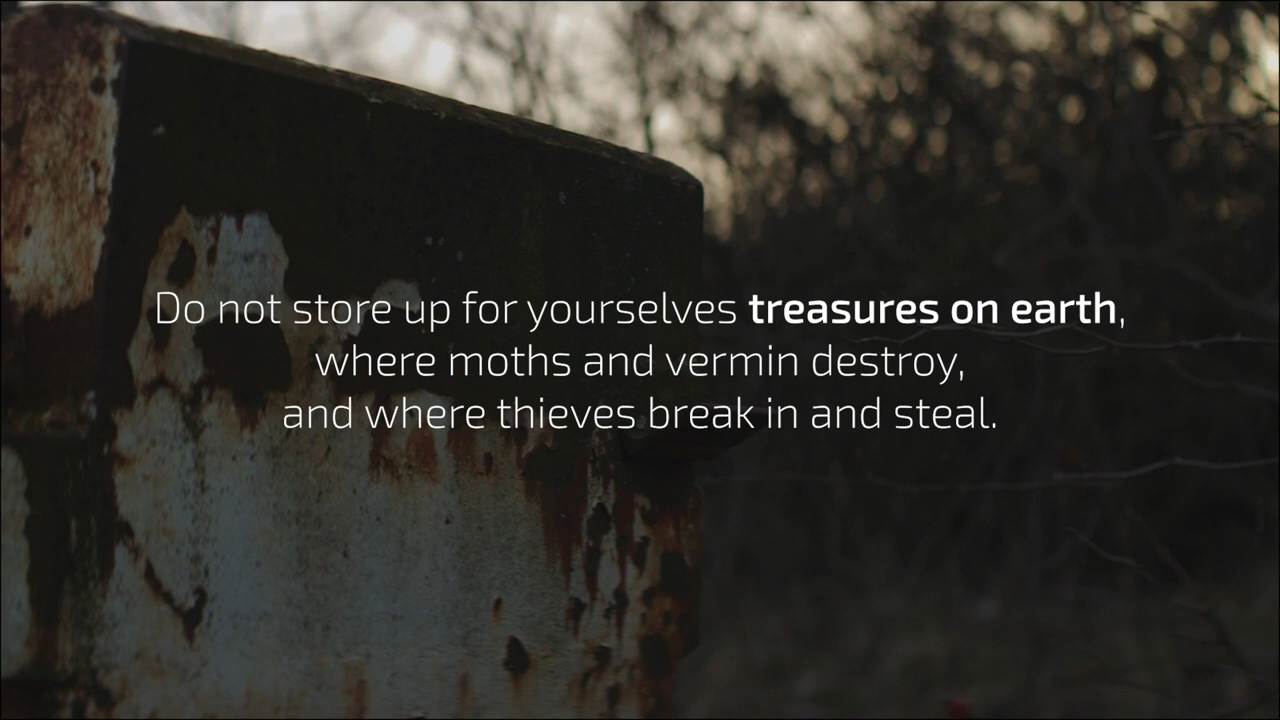 Do not store up for yourselves treasures on earth,
where moths and vermin destroy,
and where thieves break in and steal.